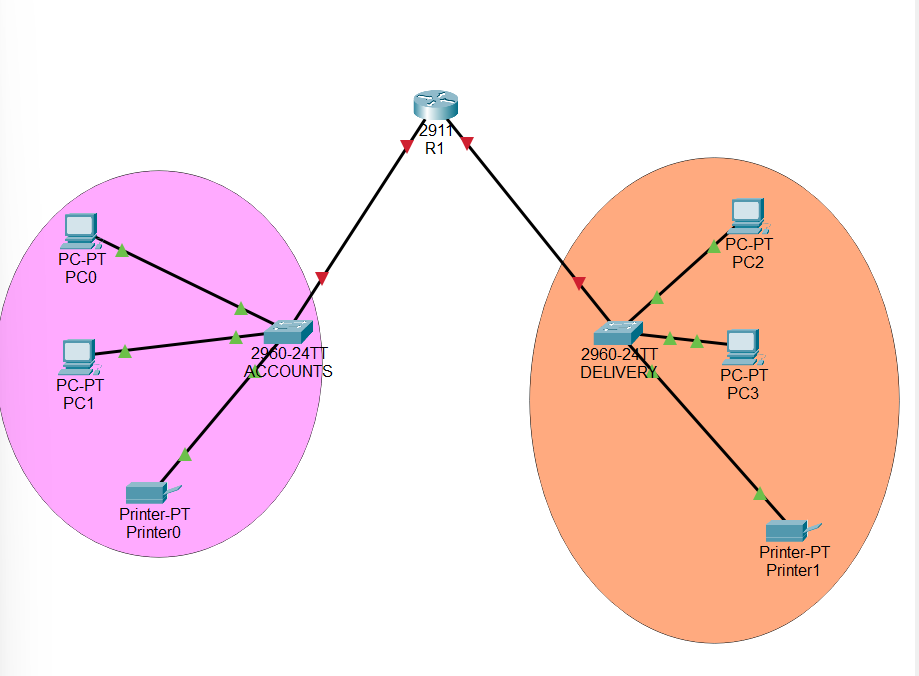 2911
R1
PC-PT
PC0
PC-PT
PC1
2960-24TT
ACCOUNTS
Printer-PT
Printer0
PC-PT
PC2
2960-24TT
DELIVERY
PC-PT
PC3
Printer-PT
Printer1